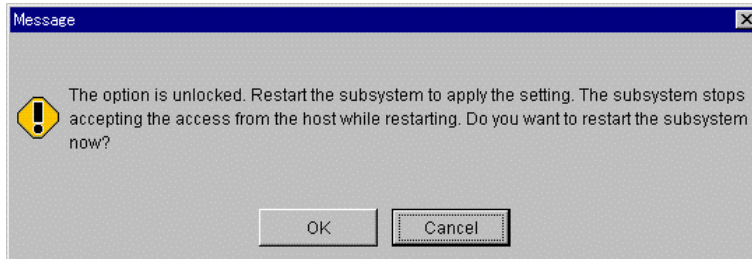 Message
The option is unlocked. Restart the subsystem to apply the setting. The subsystem stops
accepting the access from the host while restarting. Do you want to restart the subsystem
now?
OK
Cancel